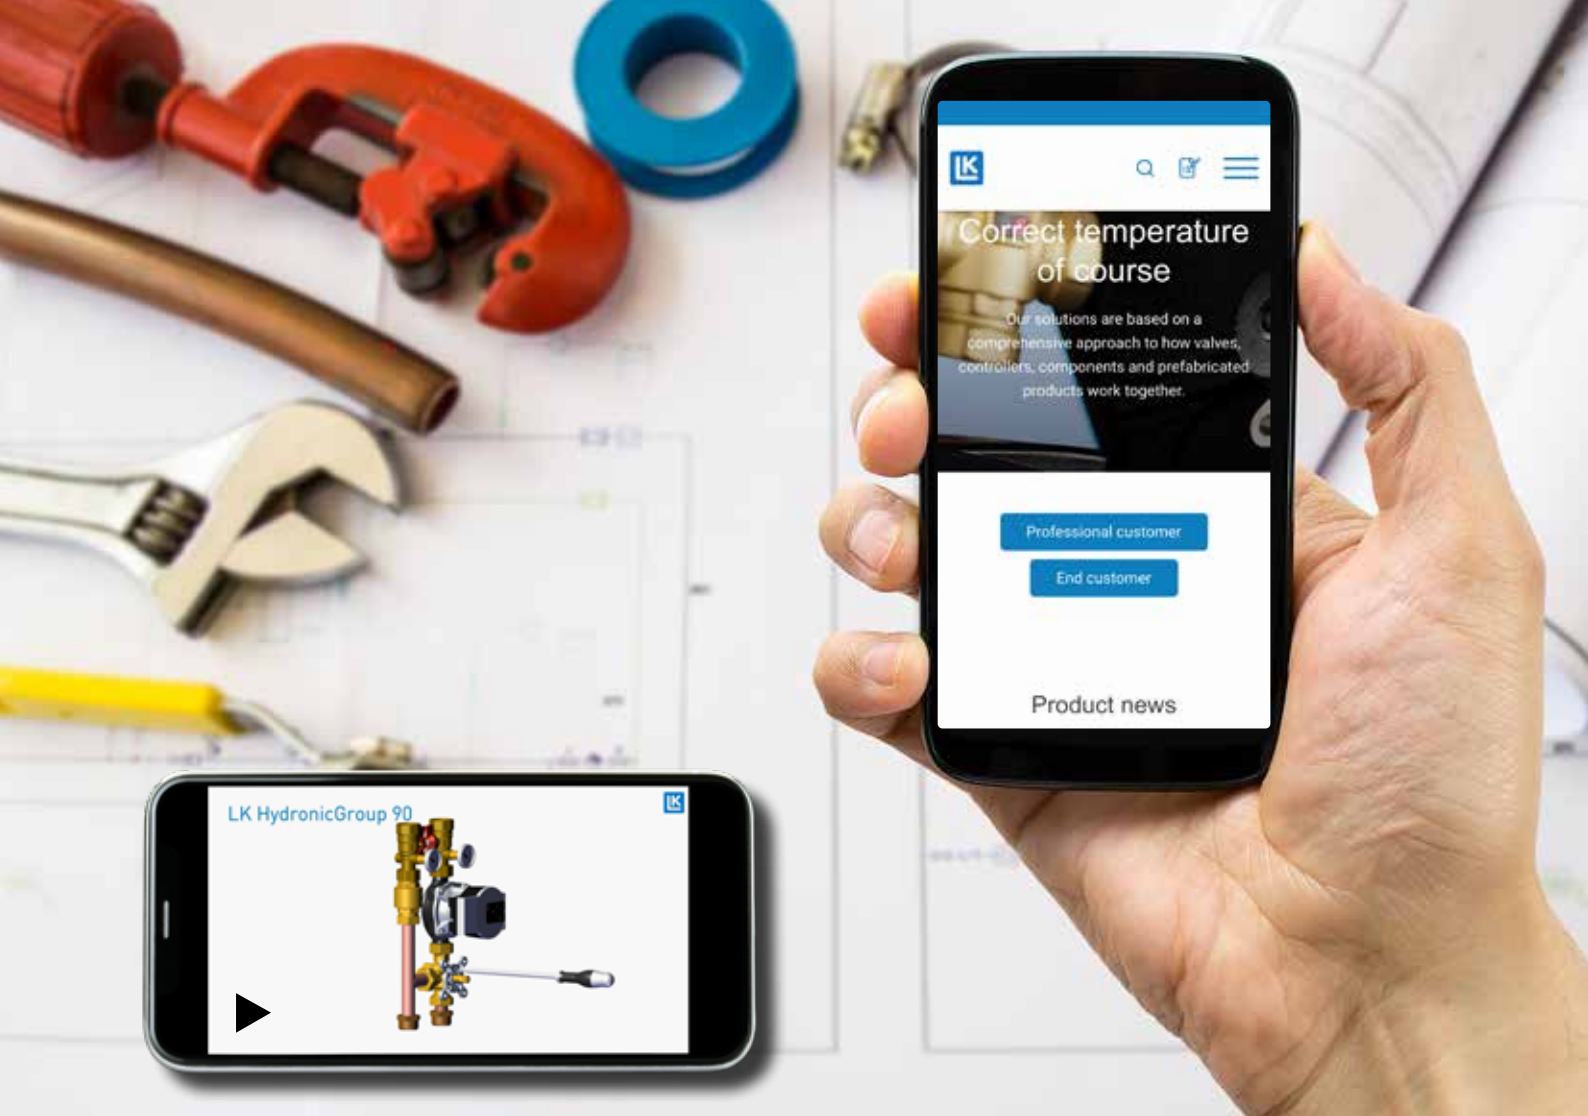 LK
Correct temperature
of course
Our solutions are based on a
comprehensive approach to how valves,
controllers, components and prefabricated
products work together.
Professional customer
End customer
Product news
LK HydronicGroup 90
LK